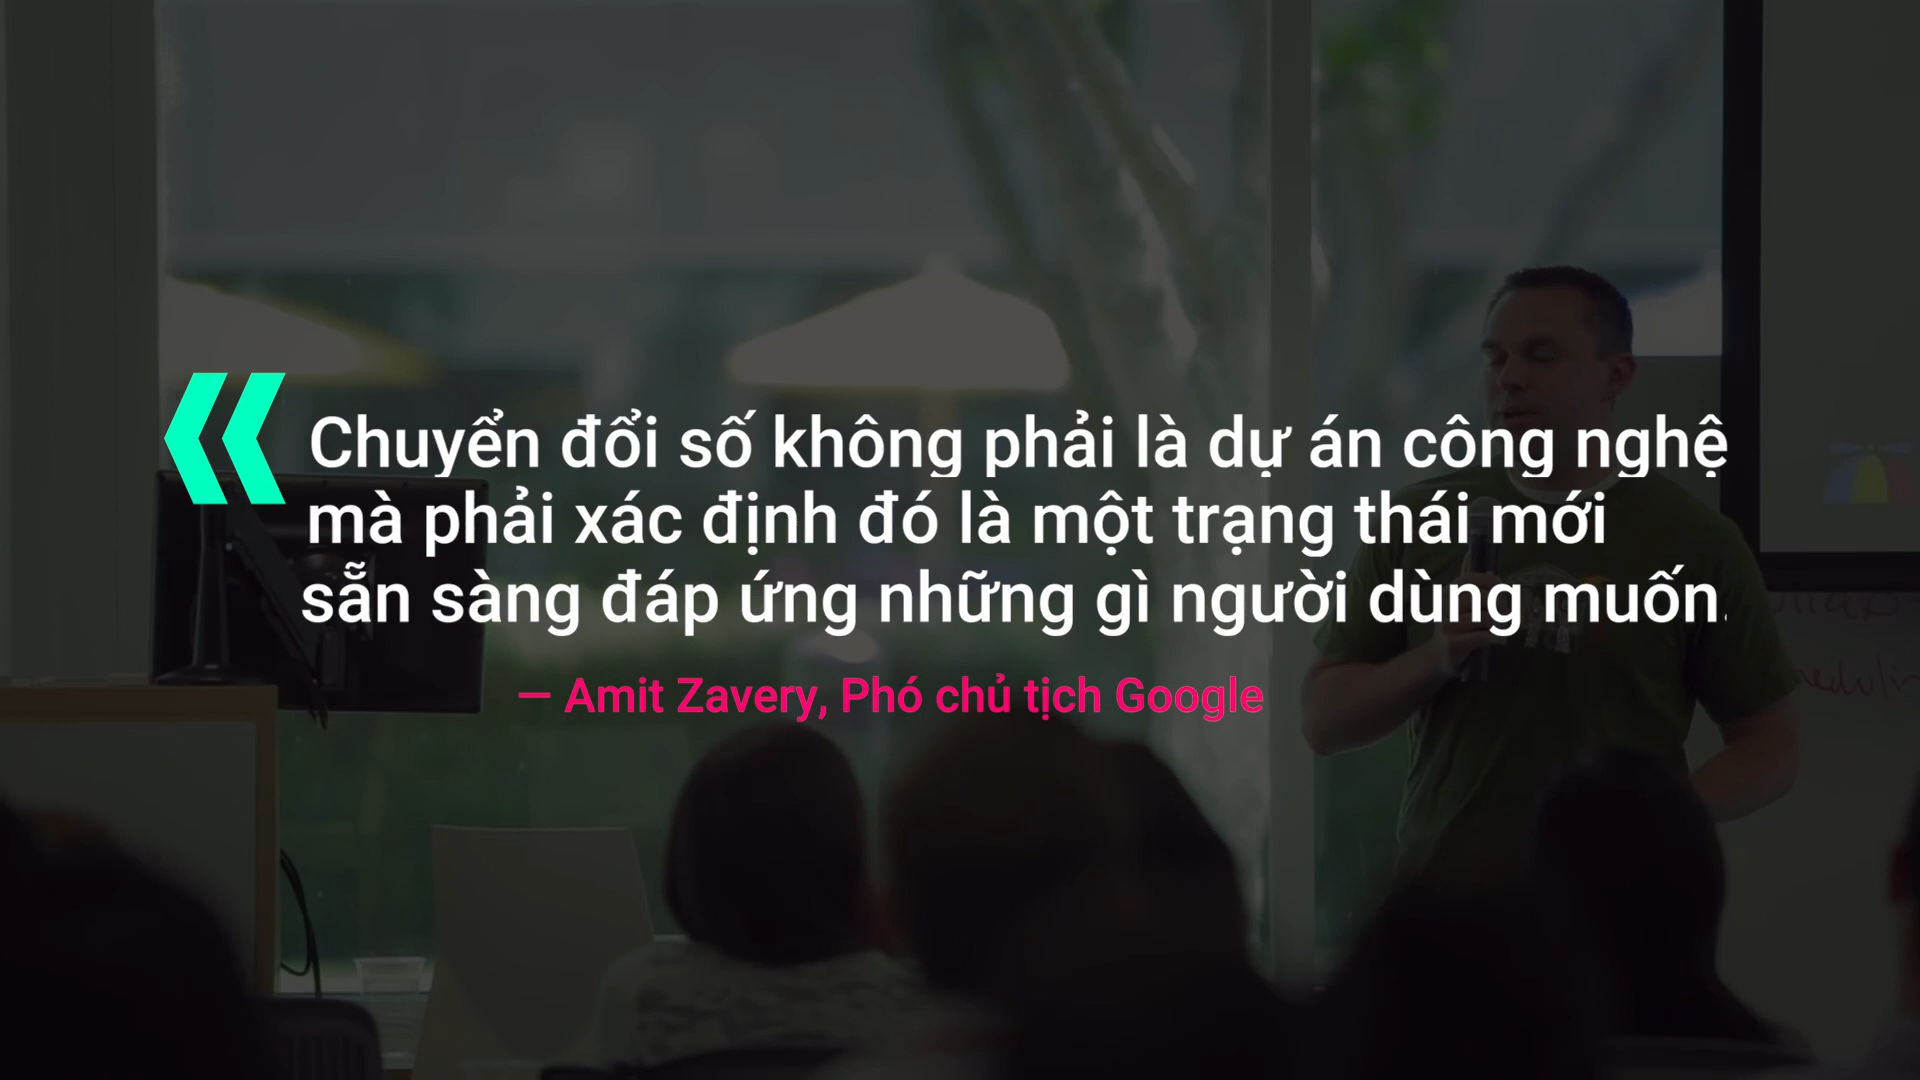 Chuyển đổi số không phải là dự án công nghệ
mà phải xác định đó là một trạng thái mới
sẵn sàng đáp ứng những gì người dùng muốn.
— Amit Zavery, Phó chủ tịch Google